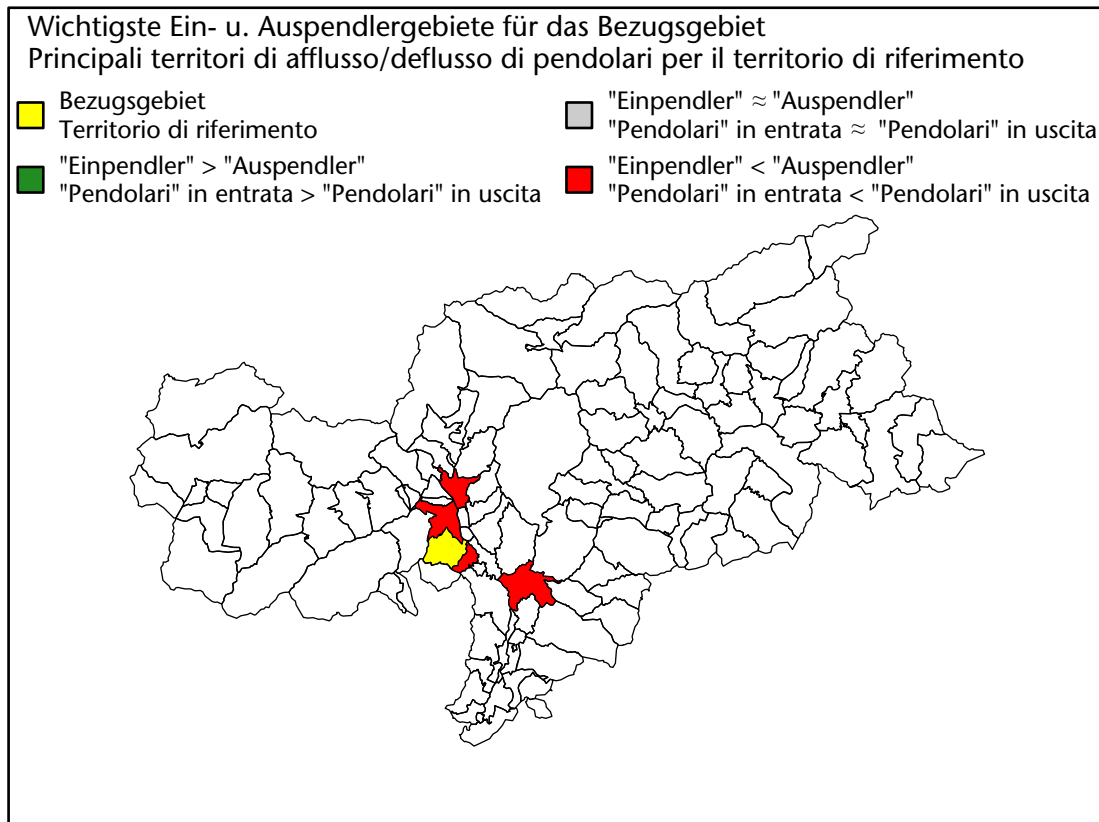 Wichtigste Ein- u. Auspendlergebiete für das Bezugsgebiet
Principali territori di afflusso/deflusso di pendolari per il territorio di riferimento
Bezugsgebiet
Territorio di riferimento
"Einpendler" > "Auspendler"
"Pendolari" in entrata > "Pendolari" in uscita
"Einpendler" ≈ "Auspendler"
"Pendolari" in entrata ≈ "Pendolari" in uscita
"Einpendler" < "Auspendler"
"Pendolari" in entrata < "Pendolari" in uscita